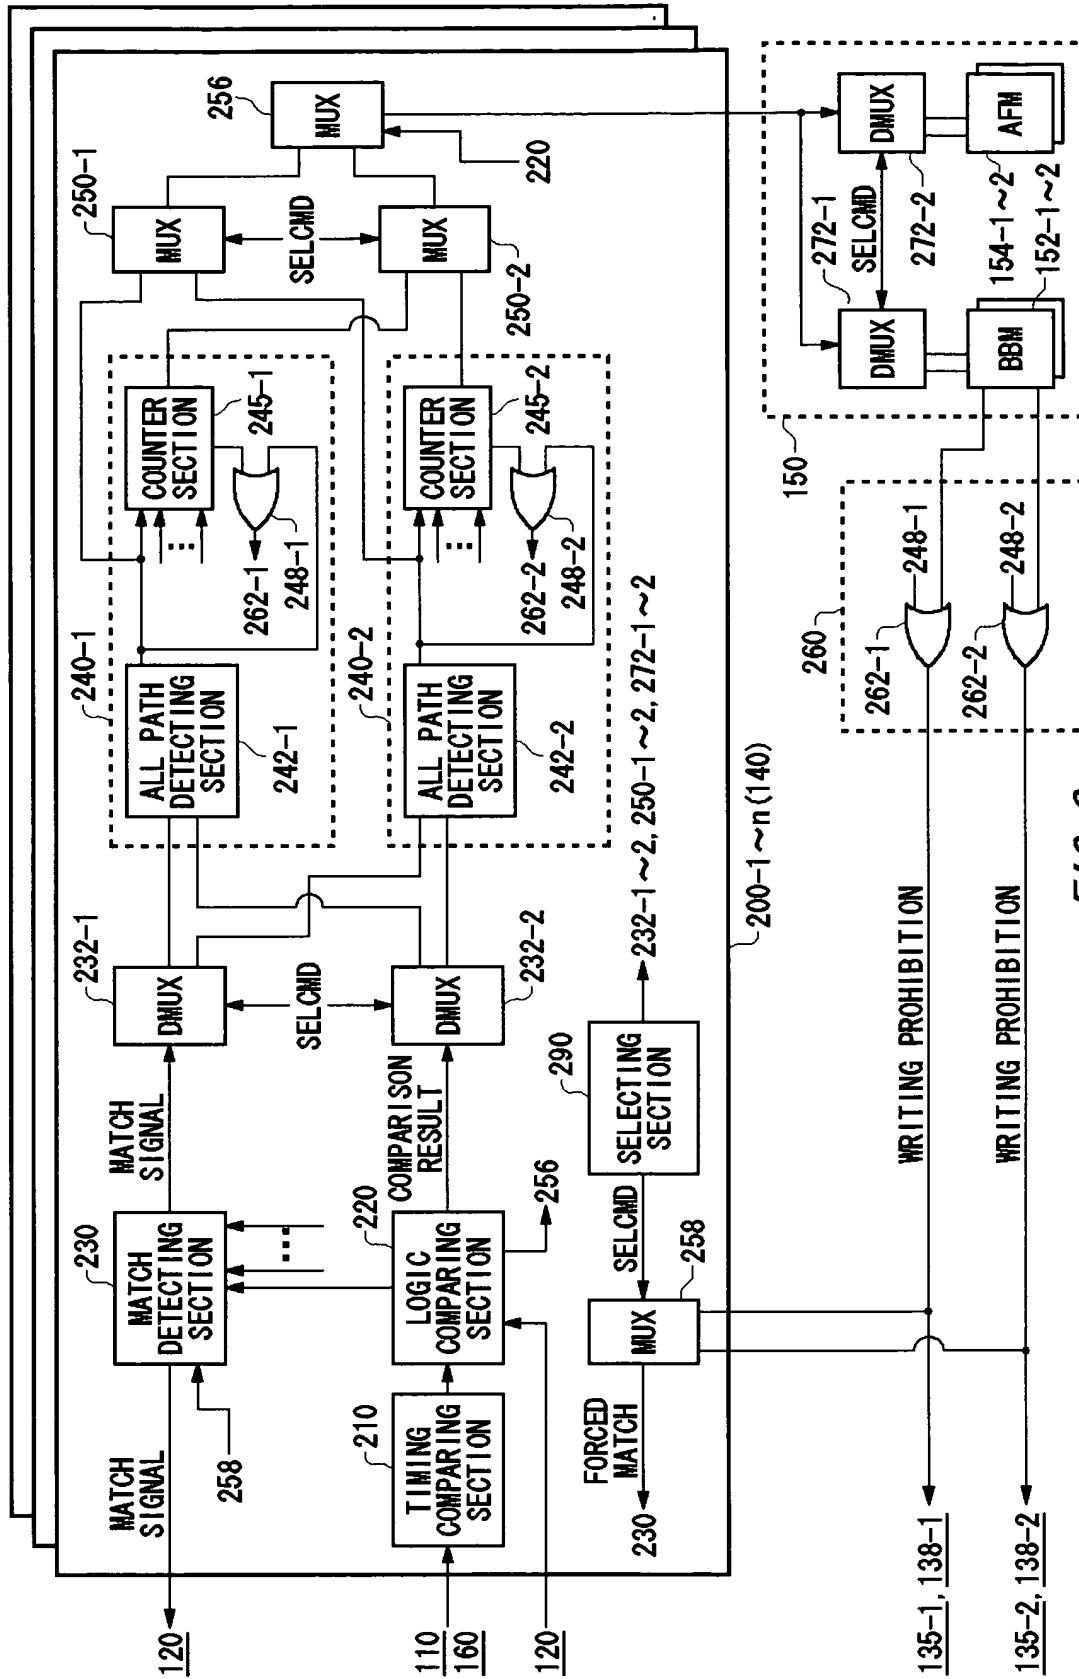 120
MATCH
SIGNAL
230
MATCH
DETECTING
SECTION
258
MATCH
SIGNAL
232-1
DMUX
SELCMD
232-2
DMUX
110
160
120
210
TIMING
COMPARING
SECTION
220
LOGIC
COMPARING
SECTION
256
COMPARISON
RESULT
240-1
ALL PATH
DETECTING
SECTION
242-1
262-1
248-1
COUNTER
SECTION
245-1
240-2
ALL PATH
DETECTING
SECTION
242-2
262-2
248-2
COUNTER
SECTION
245-2
250-1
MUX
SELCMD
MUX
250-2
256
MUX
220
230
FORCED
MATCH
MUX
258
SELCMD
290
SELECTING
SECTION
232-1~2, 250-1~2, 272-1~2
200-1~n(140)
150
272-1
DMUX
SELCMD
DMUX
272-2
BBM
152-1~2
AFM
154-1~2
260
262-1
248-1
262-2
248-2
WRITING PROHIBITION
WRITING PROHIBITION
135-1, 138-1
135-2, 138-2